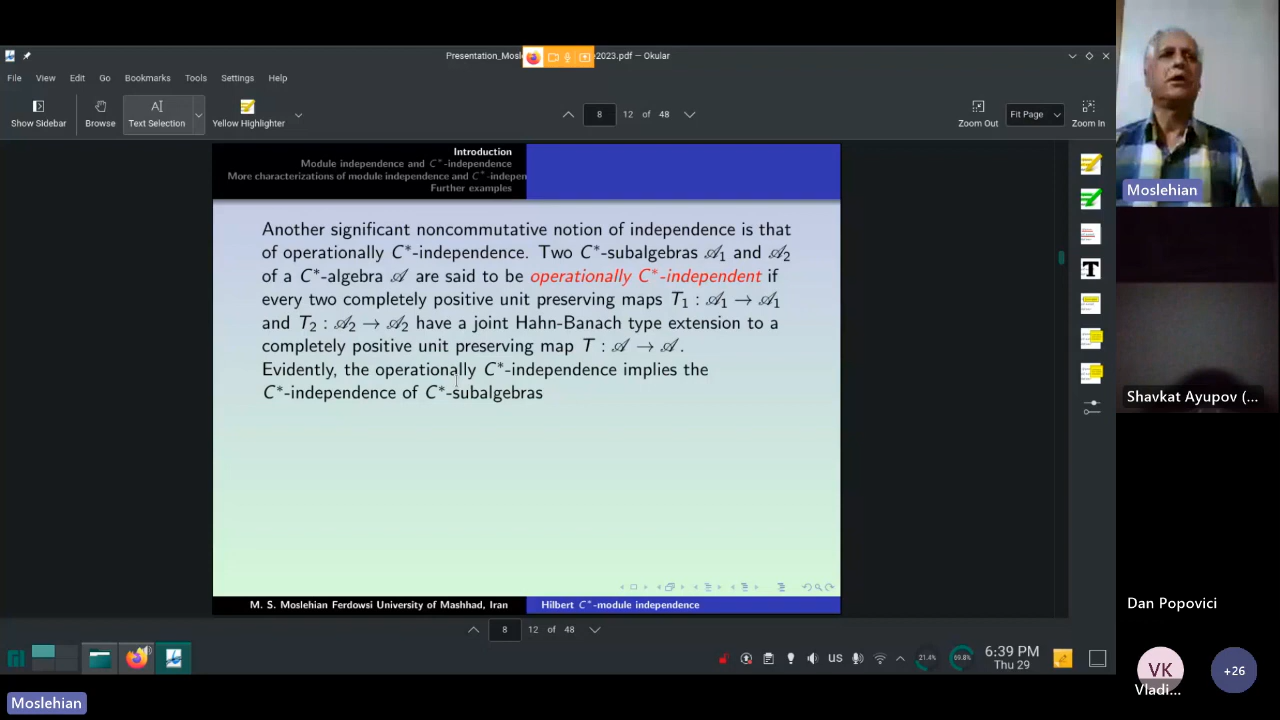 Presentation_Mosl
2023.pdf — Okular
File View Edit Go Bookmarks Tools Settings Help
Show Sidebar Browse Text Selection Yellow Highlighter
8 12 of 48
Zoom Out Fit Page Zoom In
Introduction
Module independence and C*-independence
More characterizations of module independence and C*-indepen
Further examples
Another significant noncommutative notion of independence is that
of operationally C*-independence. Two C*-subalgebras 𝒜₁ and 𝒜₂
of a C*-algebra 𝒜 are said to be operationally C*-independent if
every two completely positive unit preserving maps T₁ : 𝒜₁ → 𝒜₁
and T₂ : 𝒜₂ → 𝒜₂ have a joint Hahn-Banach type extension to a
completely positive unit preserving map T : 𝒜 → 𝒜.
Evidently, the operationally C*-independence implies the
C*-independence of C*-subalgebras
M. S. Moslehian Ferdowsi University of Mashhad, Iran
Hilbert C*-module independence
8 12 of 48
US
21.4%
69.8%
6:39 PM
Thu 29
Moslehian
Moslehian
Shavkat Ayupov (...
Dan Popovici
VK
Vladi...
+26